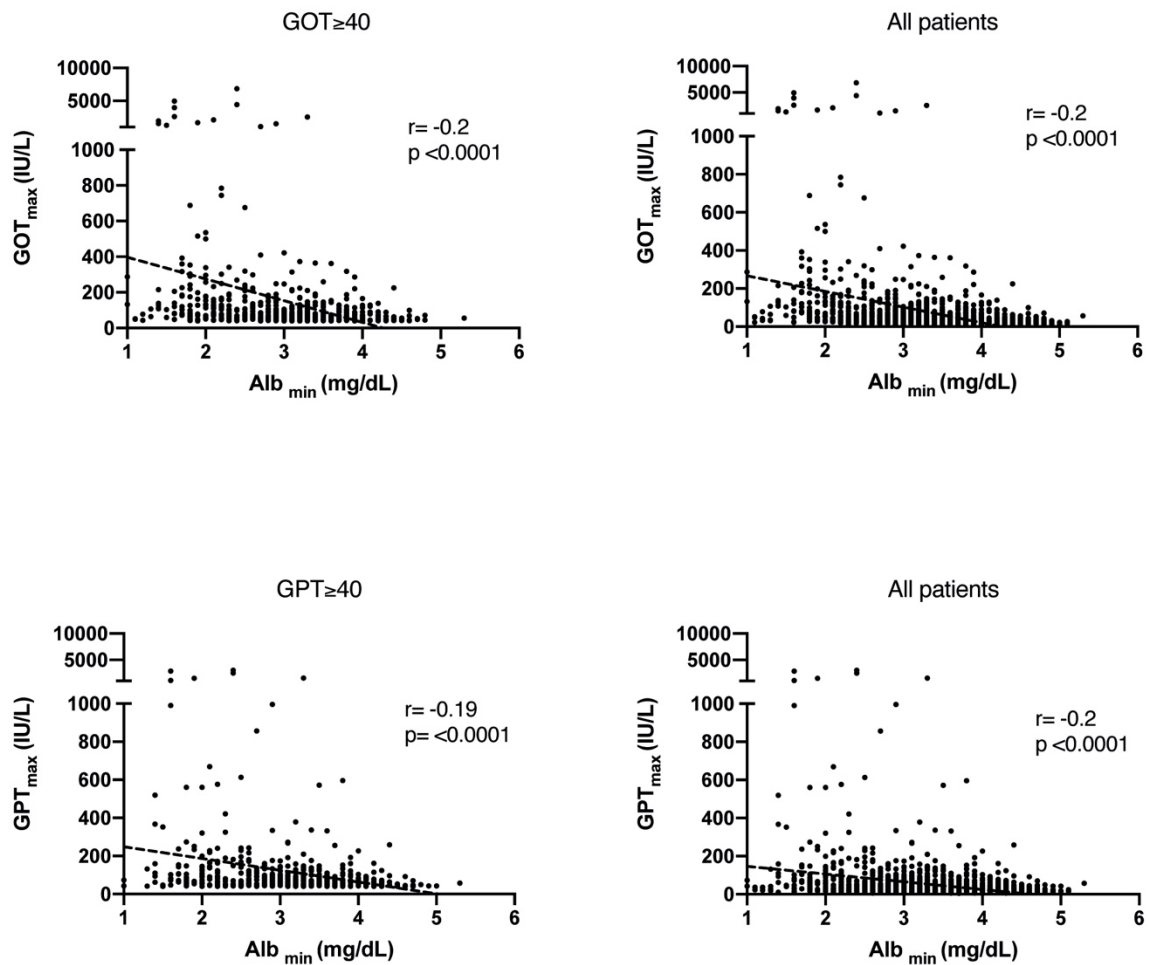 GOT≥40
10000
5000
1000
800
600
400
200
0
GOTmax (IU/L)
r= -0.2
p <0.0001
1 2 3 4 5 6
Alb min (mg/dL)
All patients
10000
5000
1000
800
600
400
200
0
GOTmax (IU/L)
r= -0.2
p <0.0001
1 2 3 4 5 6
Alb min (mg/dL)
GPT≥40
10000
5000
1000
800
600
400
200
0
GPTmax (IU/L)
r= -0.19
p= <0.0001
1 2 3 4 5 6
Alb min (mg/dL)
All patients
10000
5000
1000
800
600
400
200
0
GPTmax (IU/L)
r= -0.2
p <0.0001
1 2 3 4 5 6
Alb min (mg/dL)